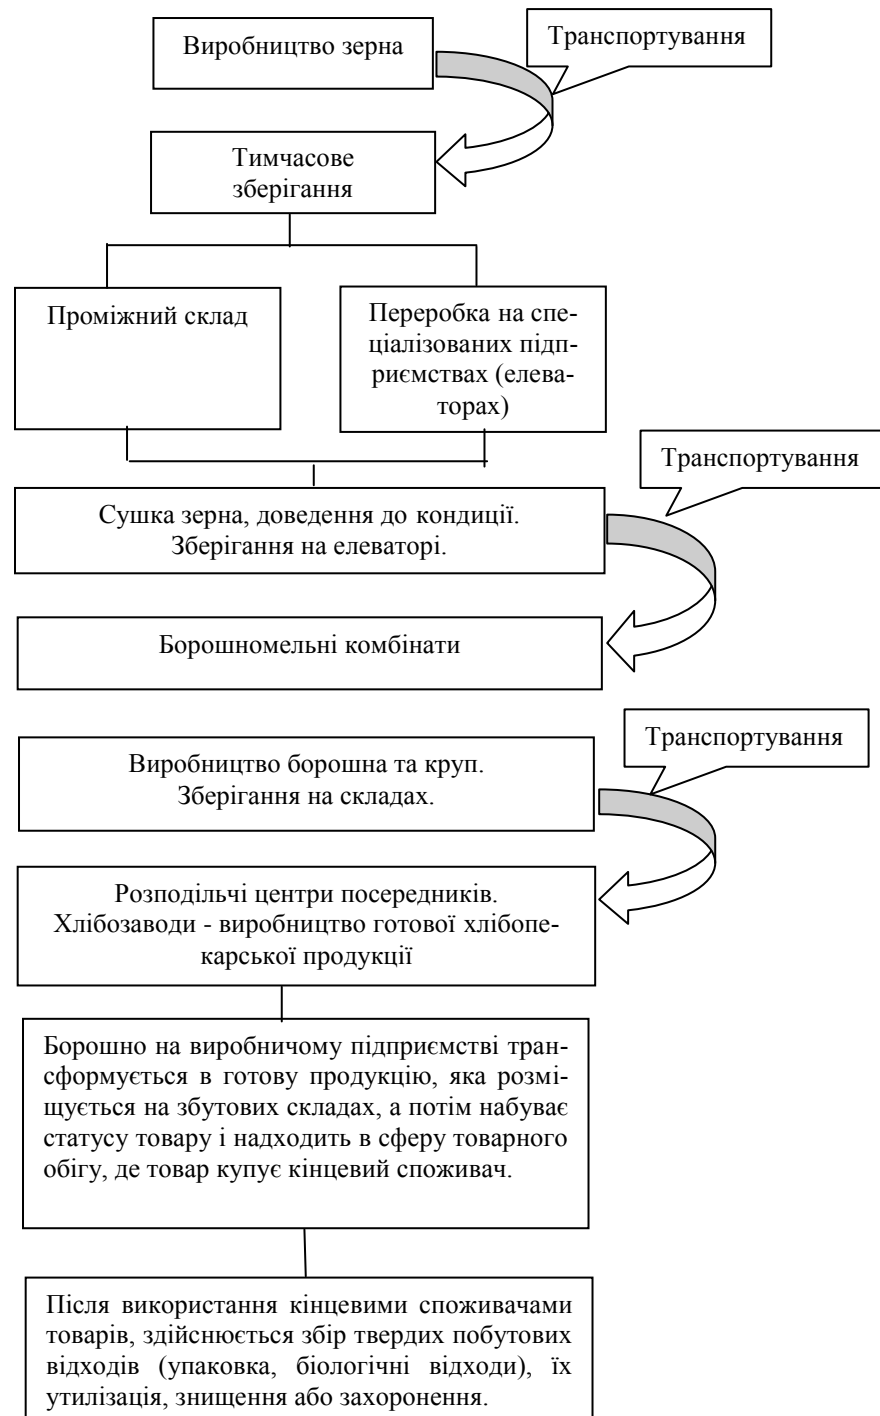 Виробництво зерна
Транспортування
Тимчасове
зберігання
Проміжний склад
Переробка на спе-
ціалізованих підп-
риємствах (елева-
торах)
Транспортування
Сушка зерна, доведення до кондиції.
Зберігання на елеваторі.
Борошномельні комбінати
Транспортування
Виробництво борошна та круп.
Зберігання на складах.
Розподільчі центри посередників.
Хлібозаводи - виробництво готової хлібопе-
карської продукції
Борошно на виробничому підприємстві тран-
сформується в готову продукцію, яка розмі-
щується на збутових складах, а потім набуває
статусу товару і надходить в сферу товарного
обігу, де товар купує кінцевий споживач.
Після використання кінцевими споживачами
товарів, здійснюється збір твердих побутових
відходів (упаковка, біологічні відходи), їх
утилізація, знищення або захоронення.